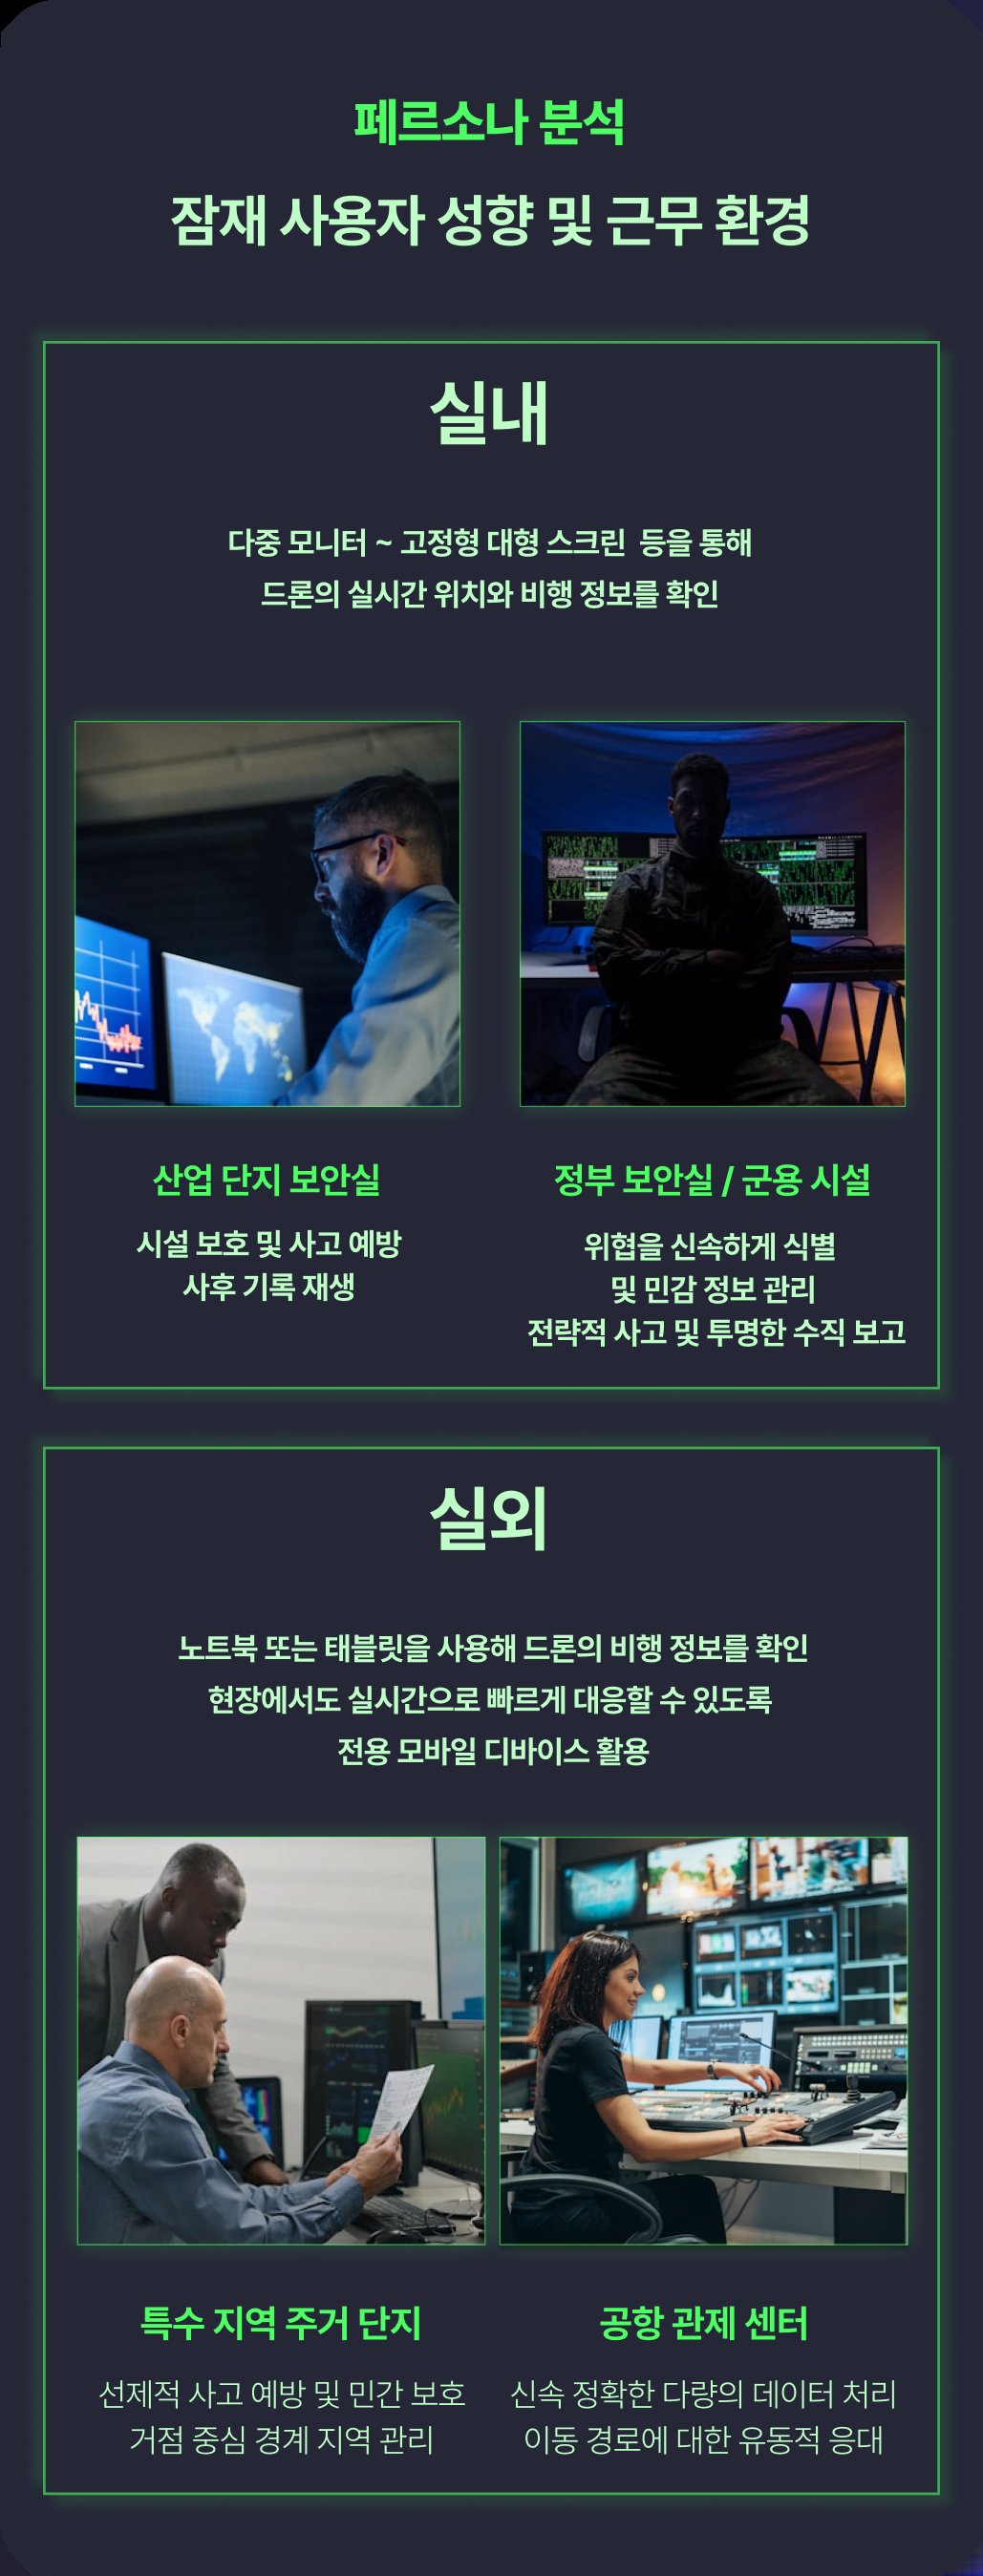 페르소나 분석
잠재 사용자 성향 및 근무 환경
실내
다중 모니터 ~ 고정형 대형 스크린 등을 통해
드론의 실시간 위치와 비행 정보를 확인
산업 단지 보안실
시설 보호 및 사고 예방
사후 기록 재생
정부 보안실 / 군용 시설
위협을 신속하게 식별
및 민감 정보 관리
전략적 사고 및 투명한 수직 보고
실외
노트북 또는 태블릿을 사용해 드론의 비행 정보를 확인
현장에서도 실시간으로 빠르게 대응할 수 있도록
전용 모바일 디바이스 활용
특수 지역 주거 단지
선제적 사고 예방 및 민간 보호
거점 중심 경계 지역 관리
공항 관제 센터
신속 정확한 다량의 데이터 처리
이동 경로에 대한 유동적 응대